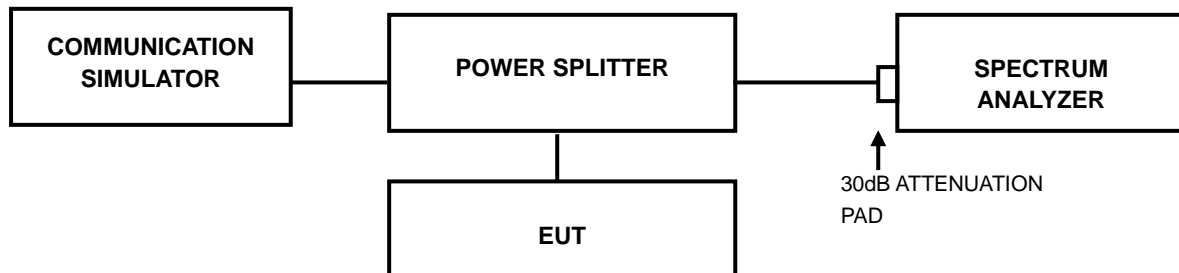 COMMUNICATION
SIMULATOR
POWER SPLITTER
SPECTRUM
ANALYZER
30dB ATTENUATION
PAD
EUT